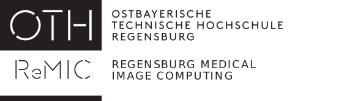 OTH
OSTBAYERISCHE
TECHNISCHE HOCHSCHULE
REGENSBURG
ReMIC
REGENSBURG MEDICAL
IMAGE COMPUTING